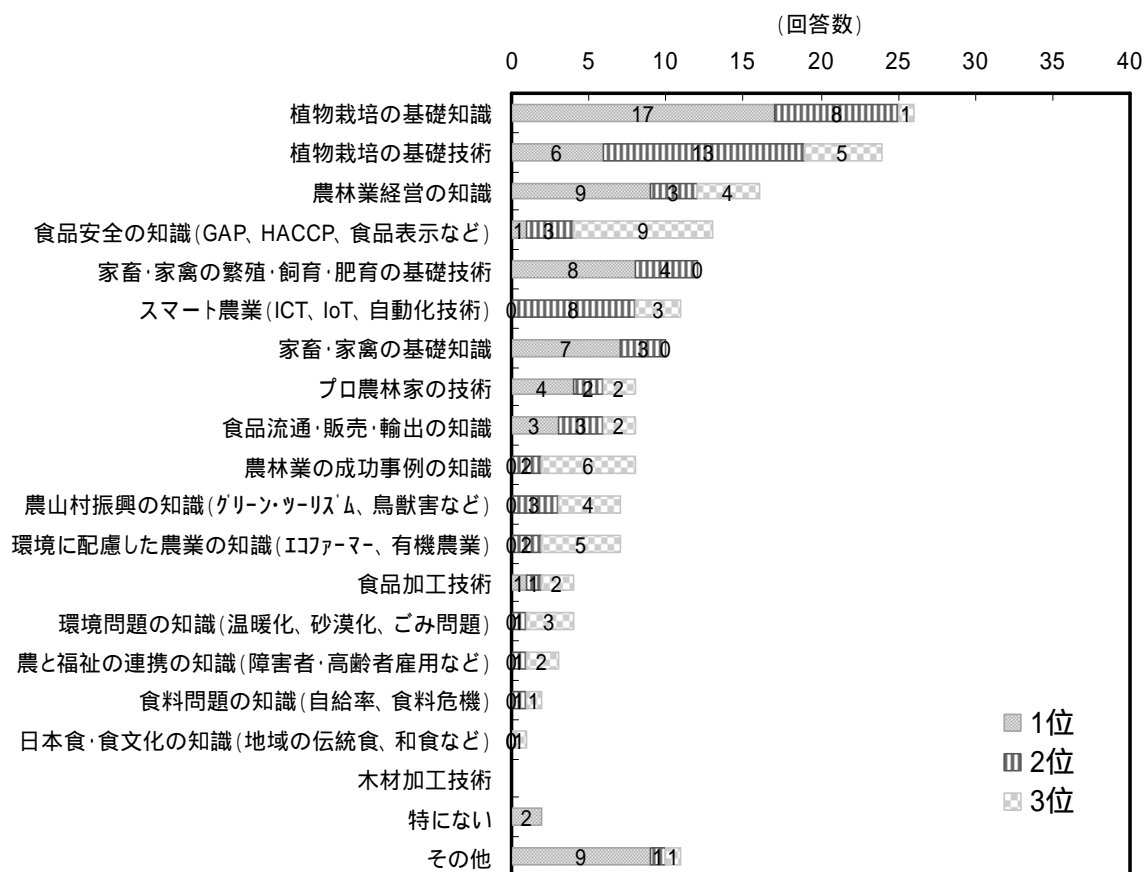 (回答数)
0 5 10 15 20 25 30 35 40
植物栽培の基礎知識 17 8 1
植物栽培の基礎技術 6 13 5
農林業経営の知識 9 3 4
食品安全の知識(GAP、HACCP、食品表示など) 1 3 9
家畜・家禽の繁殖・飼育・肥育の基礎技術 8 4 0
スマート農業(ICT、IoT、自動化技術) 0 8 3
家畜・家禽の基礎知識 7 3 0
プロ農林家の技術 4 2 2
食品流通・販売・輸出の知識 3 3 2
農林業の成功事例の知識 0 2 6
農山村振興の知識(グリーン・ツーリズム、鳥獣害など) 0 3 4
環境に配慮した農業の知識(エコファーマー、有機農業) 0 2 5
食品加工技術 1 1 2
環境問題の知識(温暖化、砂漠化、ごみ問題) 0 1 3
農と福祉の連携の知識(障害者・高齢者雇用など) 0 1 2
食料問題の知識(自給率、食料危機) 0 1 1
日本食・食文化の知識(地域の伝統食、和食など) 0 1
木材加工技術
特にない 2
その他 9 1 1
1位
2位
3位